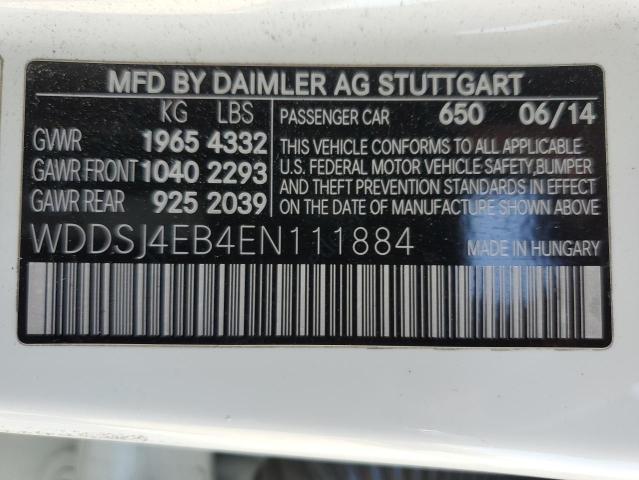 MFD BY DAIMLER AG STUTTGART
KG LBS
PASSENGER CAR 650 06/14
GVWR 1965 4332
GAWR FRONT 1040 2293
GAWR REAR 925 2039
THIS VEHICLE CONFORMS TO ALL APPLICABLE
U.S. FEDERAL MOTOR VEHICLE SAFETY,BUMPER
AND THEFT PREVENTION STANDARDS IN EFFECT
ON THE DATE OF MANUFACTURE SHOWN ABOVE
WDDSJ4EB4EN111884
MADE IN HUNGARY